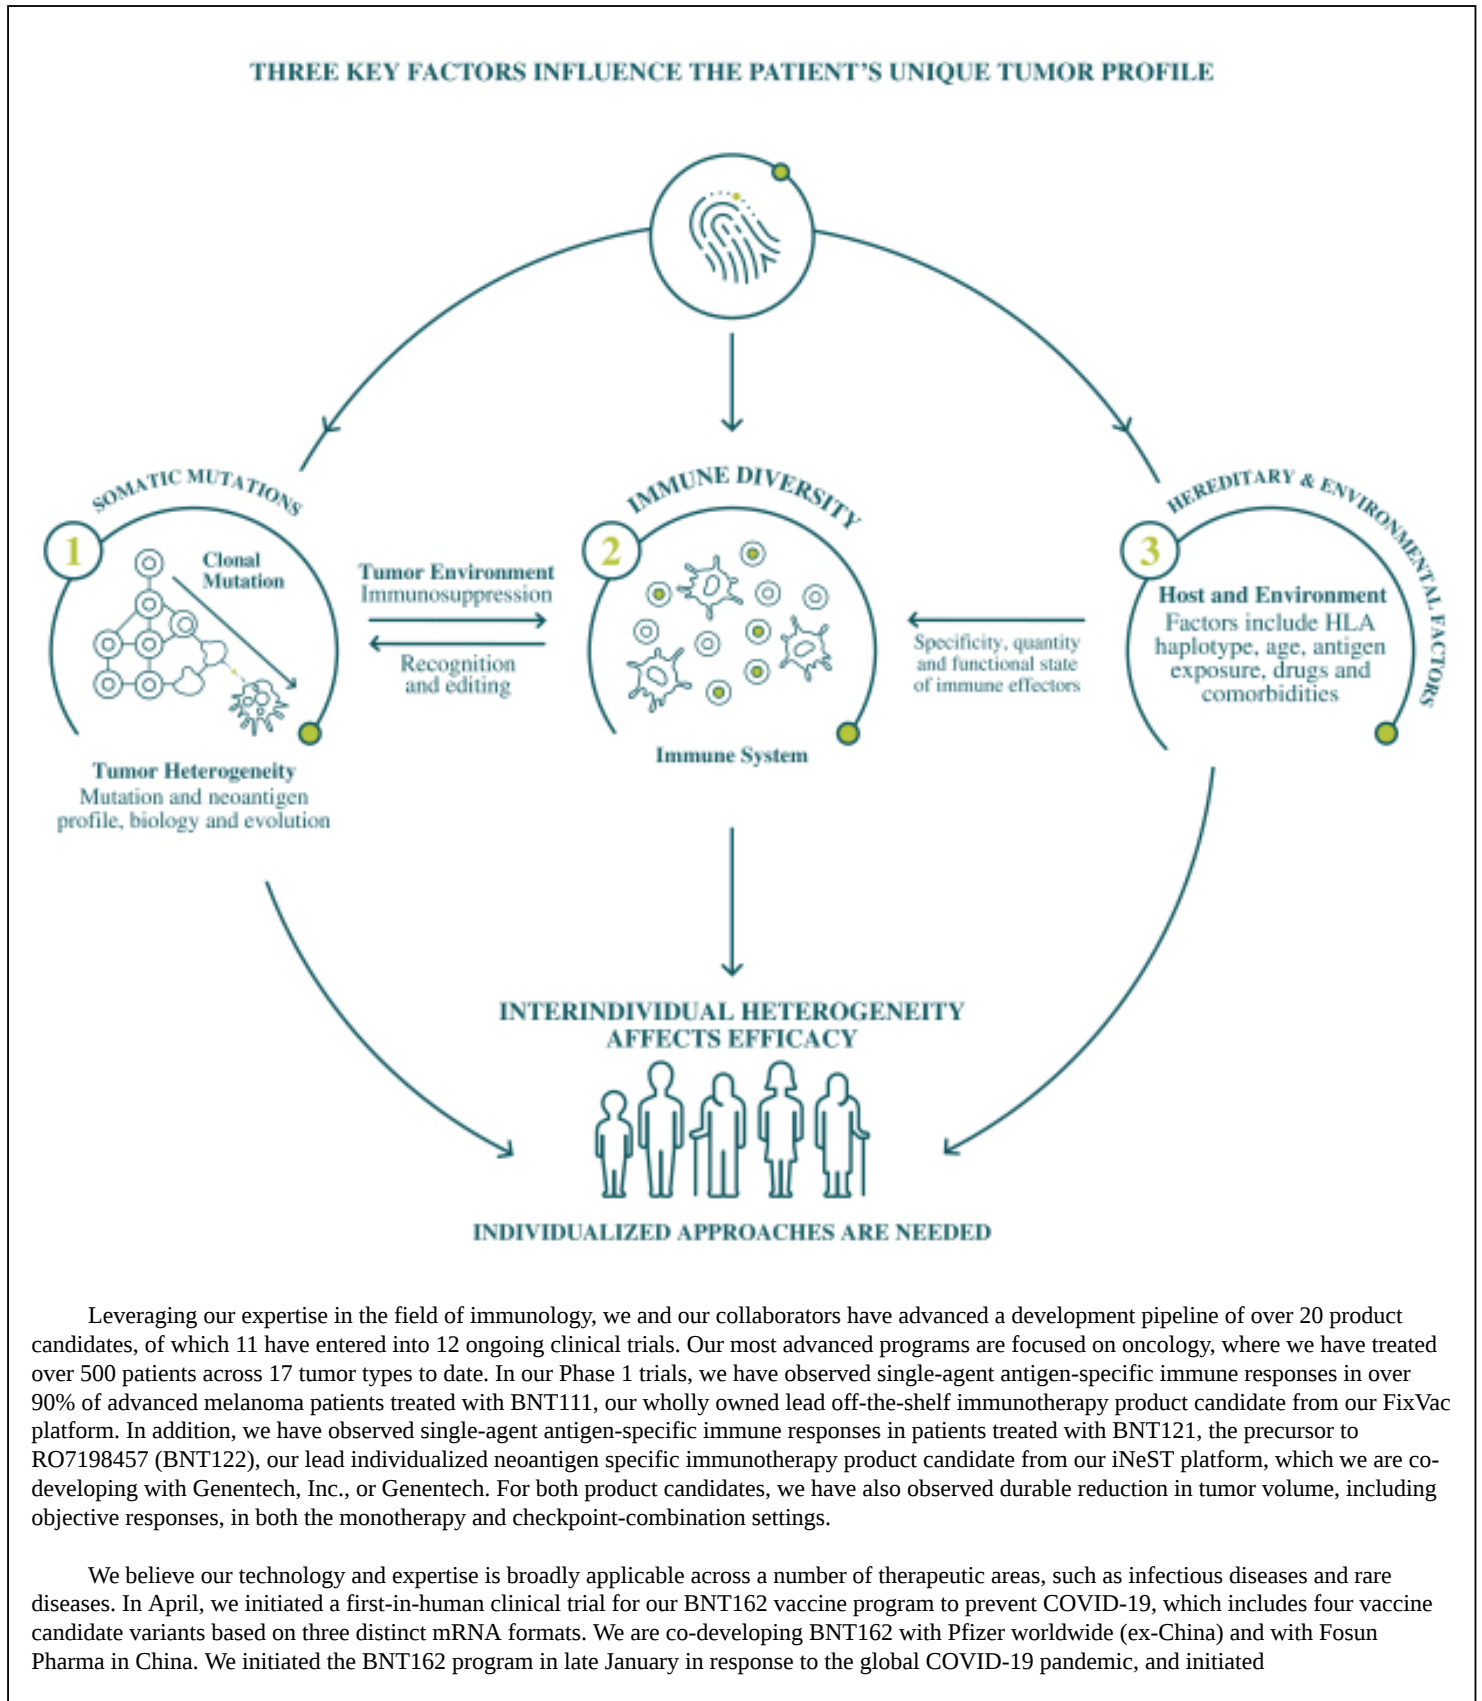 THREE KEY FACTORS INFLUENCE THE PATIENT'S UNIQUE TUMOR PROFILE
SOMATIC MUTATIONS
1
Clonal
Mutation
Tumor Heterogeneity
Mutation and neoantigen
profile, biology and evolution
Tumor Environment
Immunosuppression
Recognition
and editing
IMMUNE DIVERSITY
2
Immune System
Specificity, quantity
and functional state
of immune effectors
HEREDITARY & ENVIRONMENTAL FACTORS
3
Host and Environment
Factors include HLA
haplotype, age, antigen
exposure, drugs and
comorbidities
INTERINDIVIDUAL HETEROGENEITY
AFFECTS EFFICACY
INDIVIDUALIZED APPROACHES ARE NEEDED
Leveraging our expertise in the field of immunology, we and our collaborators have advanced a development pipeline of over 20 product
candidates, of which 11 have entered into 12 ongoing clinical trials. Our most advanced programs are focused on oncology, where we have treated
over 500 patients across 17 tumor types to date. In our Phase 1 trials, we have observed single-agent antigen-specific immune responses in over
90% of advanced melanoma patients treated with BNT111, our wholly owned lead off-the-shelf immunotherapy product candidate from our FixVac
platform. In addition, we have observed single-agent antigen-specific immune responses in patients treated with BNT121, the precursor to
RO7198457 (BNT122), our lead individualized neoantigen specific immunotherapy product candidate from our iNeST platform, which we are co-
developing with Genentech, Inc., or Genentech. For both product candidates, we have also observed durable reduction in tumor volume, including
objective responses, in both the monotherapy and checkpoint-combination settings.
We believe our technology and expertise is broadly applicable across a number of therapeutic areas, such as infectious diseases and rare
diseases. In April, we initiated a first-in-human clinical trial for our BNT162 vaccine program to prevent COVID-19, which includes four vaccine
candidate variants based on three distinct mRNA formats. We are co-developing BNT162 with Pfizer worldwide (ex-China) and with Fosun
Pharma in China. We initiated the BNT162 program in late January in response to the global COVID-19 pandemic, and initiated